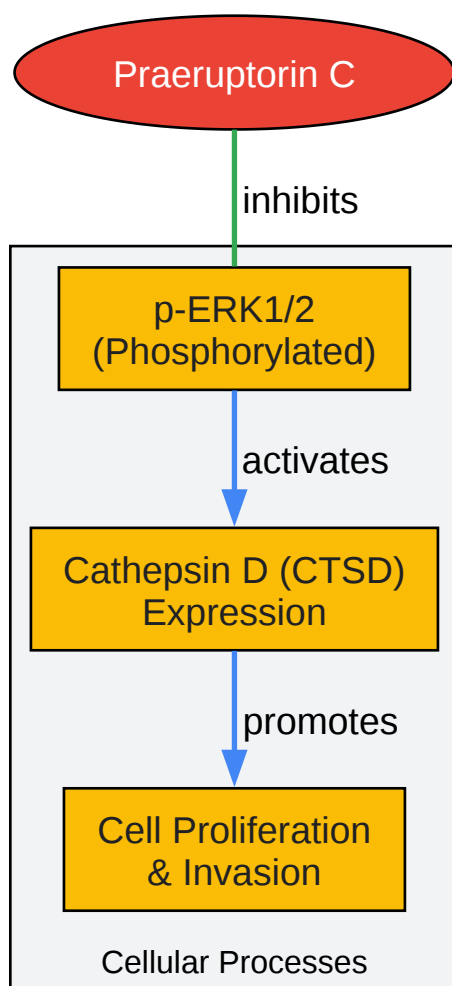 Praeruptorin C
inhibits
p-ERK1/2
(Phosphorylated)
activates
Cathepsin D (CTSD)
Expression
promotes
Cell Proliferation
& Invasion
Cellular Processes